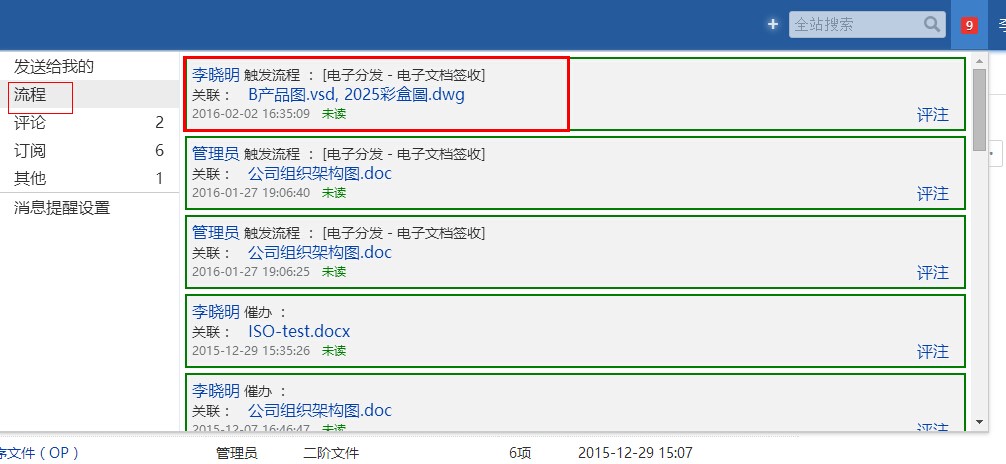 + 全站搜索 9
发送给我的
流程
评论 2
订阅 6
其他 1
消息提醒设置
李晓明 触发流程 : [电子分发 - 电子文档签收]
关联: B产品图.vsd, 2025彩盒圖.dwg
2016-02-02 16:35:09 未读 评注
管理员 触发流程 : [电子分发 - 电子文档签收]
关联: 公司组织架构图.doc
2016-01-27 19:06:40 未读 评注
管理员 触发流程 : [电子分发 - 电子文档签收]
关联: 公司组织架构图.doc
2016-01-27 19:06:25 未读 评注
李晓明 催办 :
关联: ISO-test.docx
2015-12-29 15:35:26 未读 评注
李晓明 催办 :
关联: 公司组织架构图.doc
2015-12-07 16:46:47 未读 评注
序文件（OP） 管理员 二阶文件 6项 2015-12-29 15:07